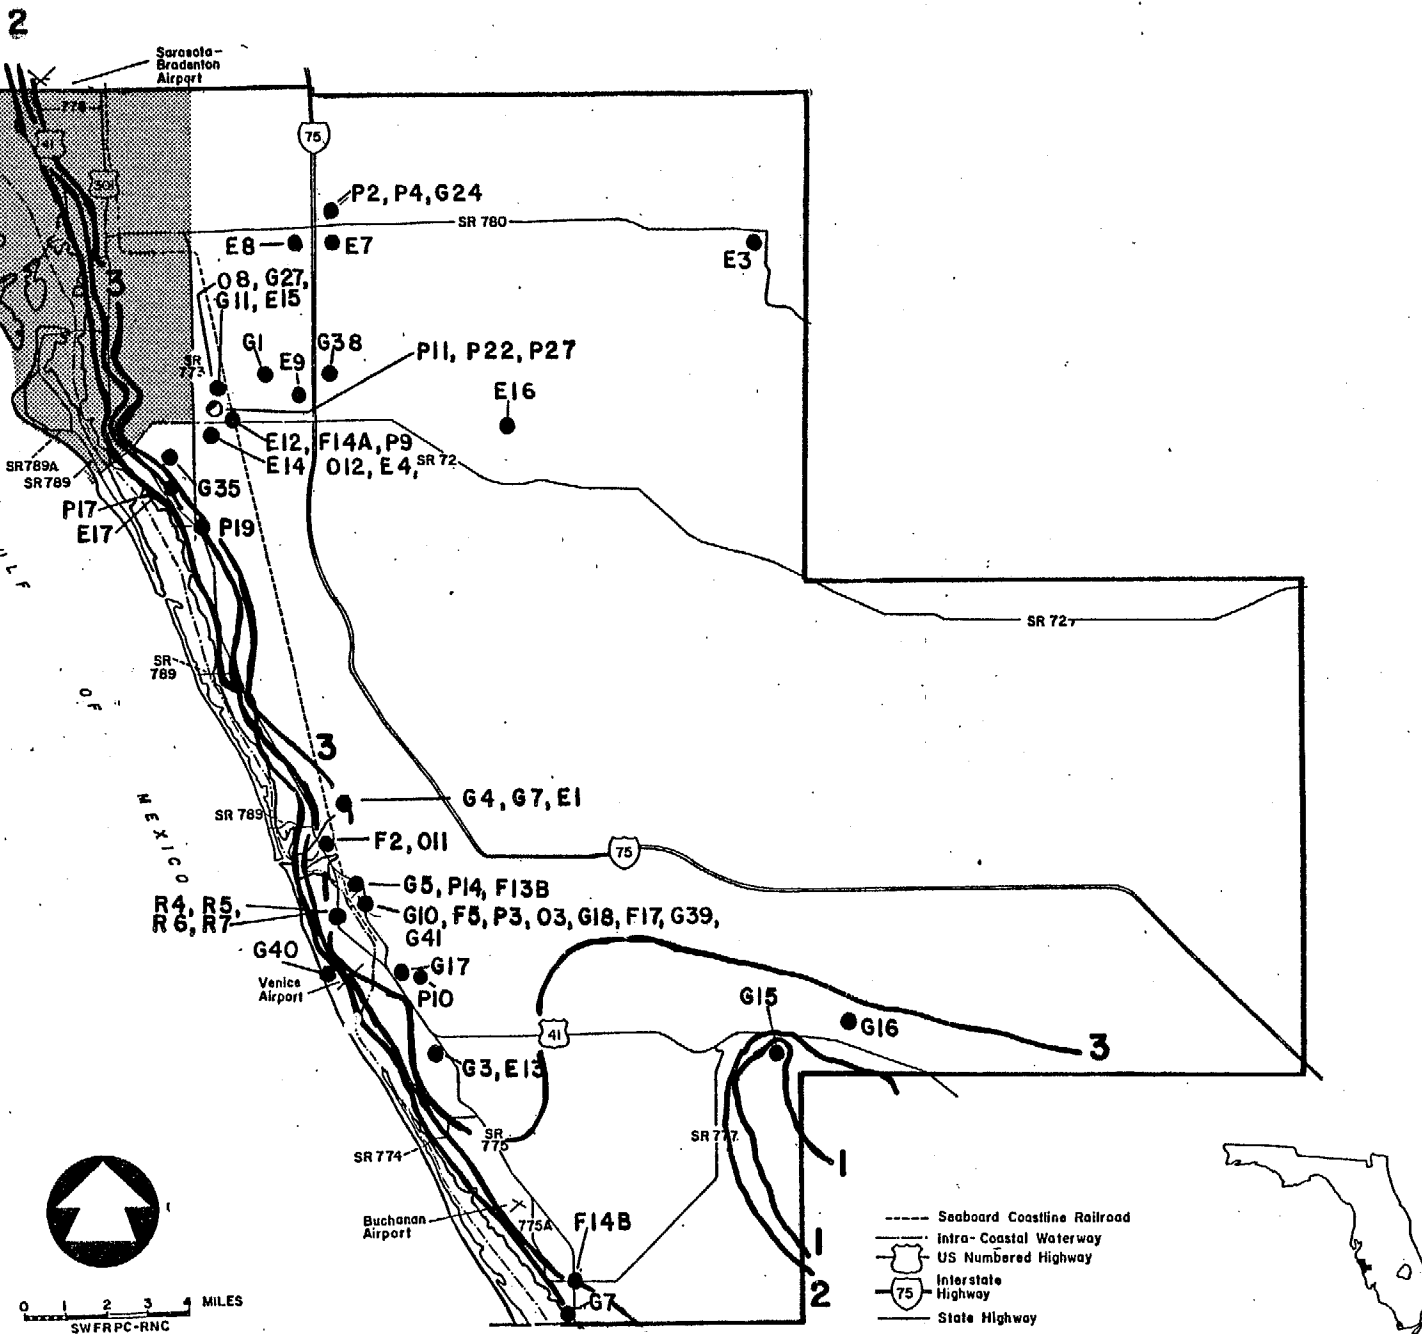 2
Sarasota-
Bradenton
Airport
778
41
301
75
P2, P4, G24
SR 780
E8
E7
E3
3
O8, G27,
G11, E15
G1
G38
E9
P11, P22, P27
SR
773
E16
E12, F14A, P9
E14 O12, E4,
SR 72
SR789A
SR789
G35
P17
E17
P19
ULF
SR 72
SR
789
OF
3
MEXICO
G4, G7, E1
SR 789
F2, O11
75
G5, P14, F13B
R4, R5,
R6, R7
G10, F5, P3, O3, G18, F17, G39,
G41
G40
G17
Venice
Airport
P10
G15
G16
41
3
G3, E13
SR
775
SR 777
SR 774
1
Buchanan
Airport
775A
F14B
1
2
G7
Seaboard Coastline Railroad
Intra-Coastal Waterway
US Numbered Highway
75
Interstate
Highway
State Highway
0 1 2 3 4 MILES
SWFRPC-RNC